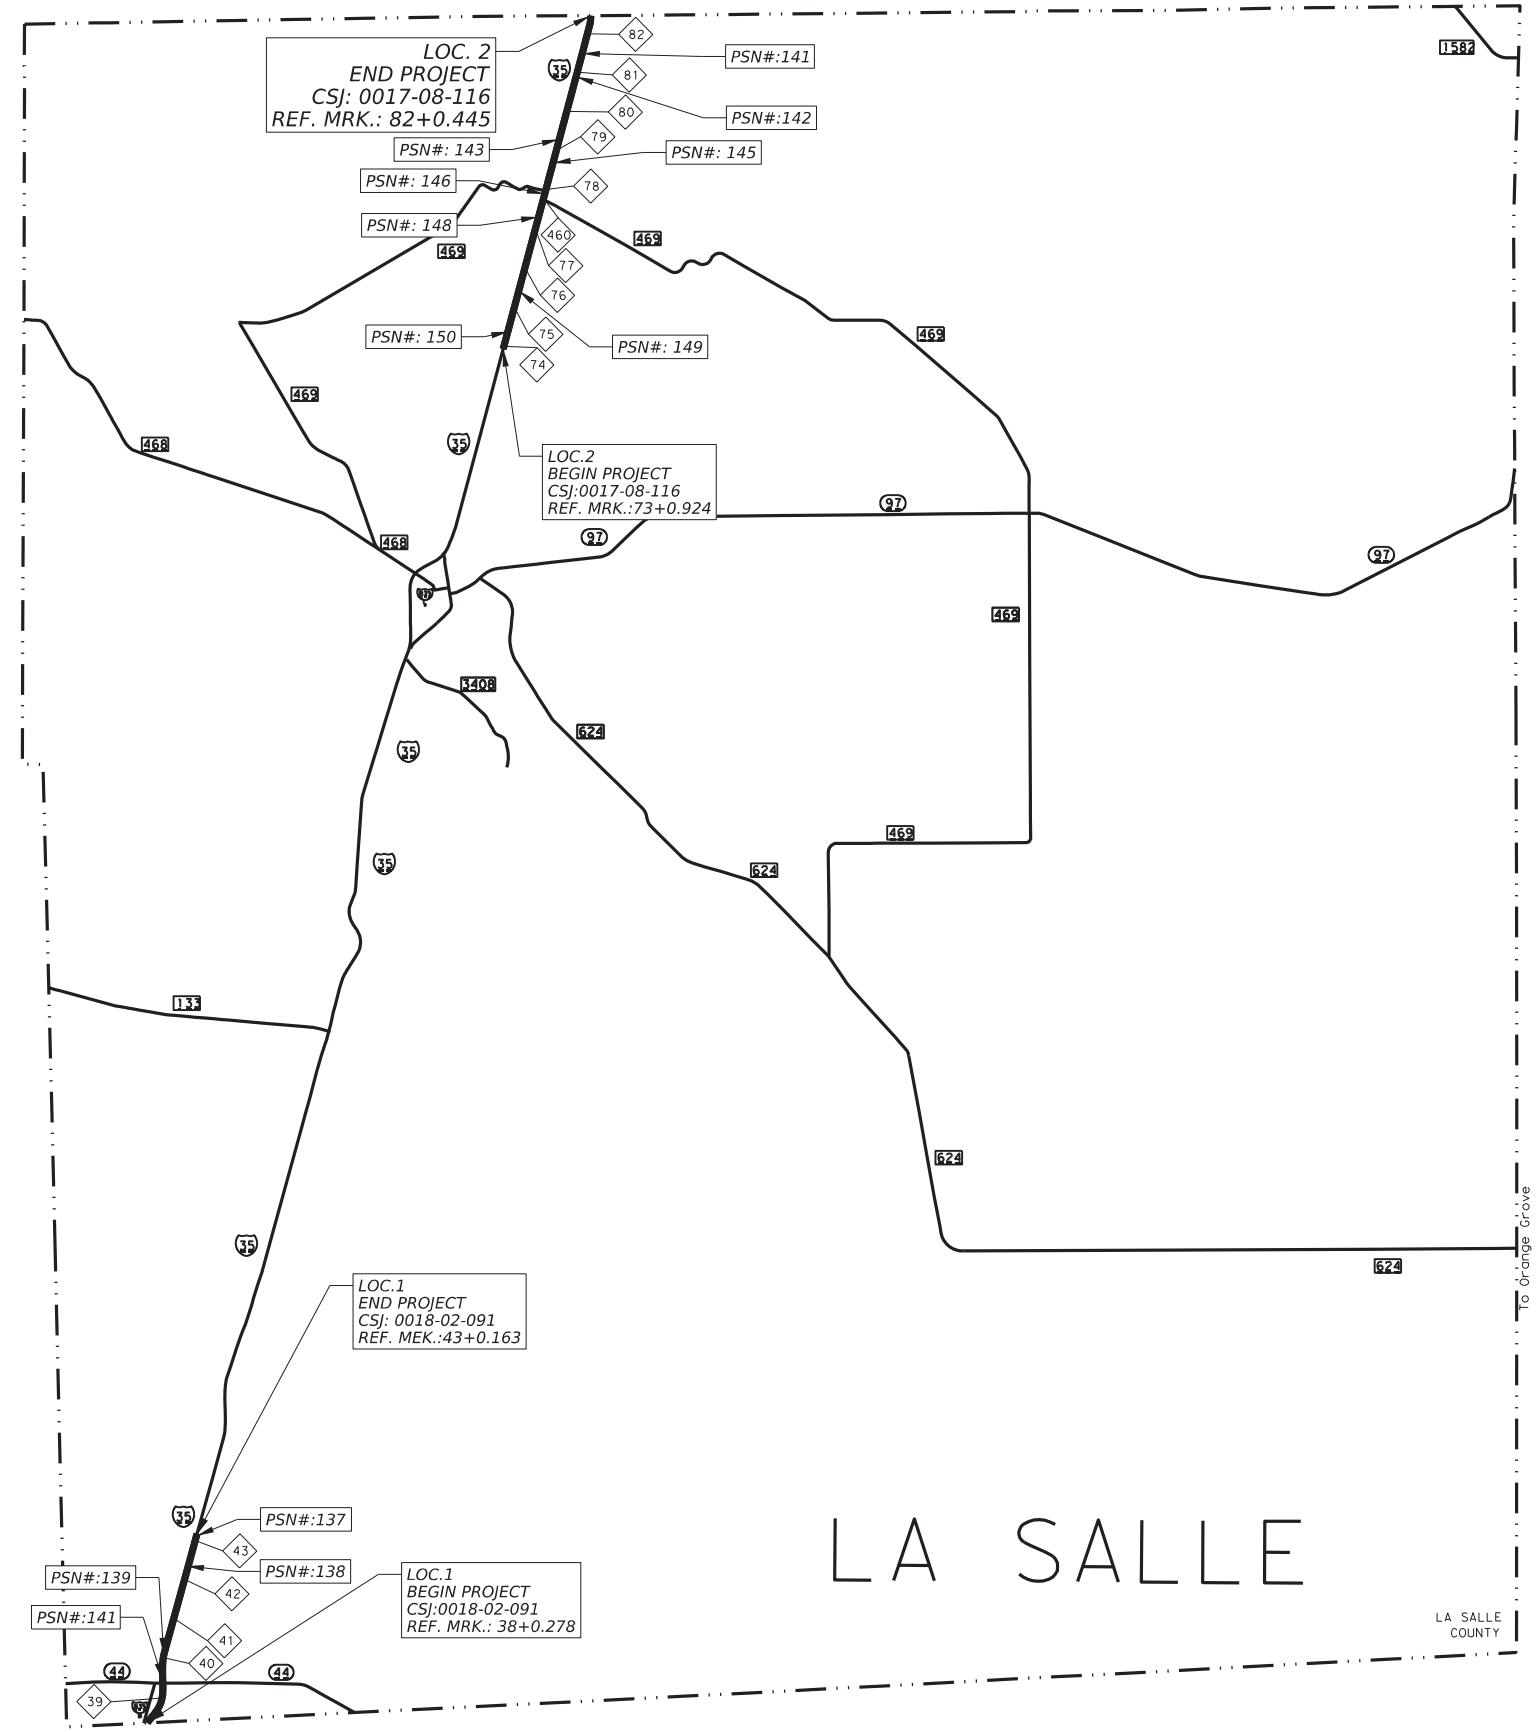 LOC. 2
END PROJECT
CSJ: 0017-08-116
REF. MRK.: 82+0.445
82
PSN#:141
1582
35
81
80
PSN#:142
79
PSN#: 143
PSN#: 145
PSN#: 146
78
PSN#: 148
460
469
469
77
76
75
PSN#: 150
PSN#: 149
469
74
469
468
35
LOC.2
BEGIN PROJECT
CSJ:0017-08-116
REF. MRK.:73+0.924
97
97
468
97
469
3408
624
35
469
35
624
133
624
To Orange Grove
35
624
LOC.1
END PROJECT
CSJ: 0018-02-091
REF. MEK.:43+0.163
35
PSN#:137
43
PSN#:138
PSN#:139
42
LOC.1
BEGIN PROJECT
CSJ:0018-02-091
REF. MRK.: 38+0.278
PSN#:141
41
40
44
44
39
LA SALLE
LA SALLE
COUNTY